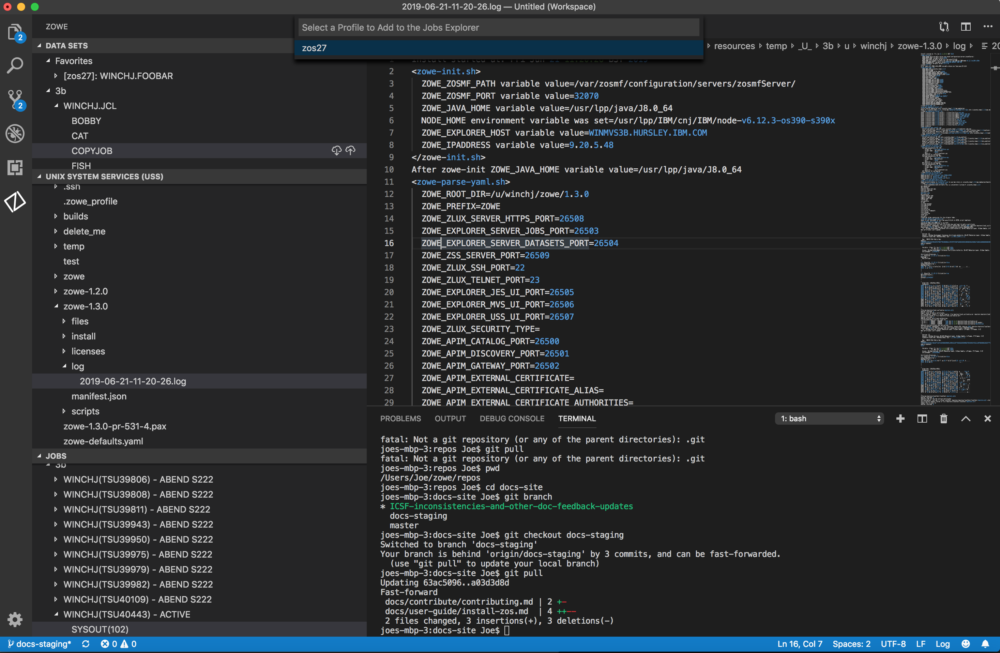 2019-06-21-11-20-26.log — Untitled (Workspace)
Select a Profile to Add to the Jobs Explorer
zos27
resources temp _U_ 3b u winchj zowe-1.3.0 log
2
2
ZOWE
DATA SETS
Favorites
[zos27]: WINCHJ.FOOBAR
3b
WINCHJ.JCL
BOBBY
CAT
COPYJOB
FISH
UNIX SYSTEM SERVICES (USS)
.ssh
.zowe_profile
builds
delete_me
temp
test
zowe
zowe-1.2.0
zowe-1.3.0
files
install
licenses
log
2019-06-21-11-20-26.log
manifest.json
scripts
zowe-1.3.0-pr-531-4.pax
zowe-defaults.yaml
JOBS
3b
WINCHJ(TSU39806) - ABEND S222
WINCHJ(TSU39808) - ABEND S222
WINCHJ(TSU39811) - ABEND S222
WINCHJ(TSU39943) - ABEND S222
WINCHJ(TSU39950) - ABEND S222
WINCHJ(TSU39975) - ABEND S222
WINCHJ(TSU39979) - ABEND S222
WINCHJ(TSU39982) - ABEND S222
WINCHJ(TSU40109) - ABEND S222
WINCHJ(TSU40443) - ACTIVE
SYSOUT(102)
1 Install started at: Fri Jun 21 11:20:26 BST 2019
2 <zowe-init.sh>
3 ZOWE_ZOSMF_PATH variable value=/var/zosmf/configuration/servers/zosmfServer/
4 ZOWE_ZOSMF_PORT variable value=32070
5 ZOWE_JAVA_HOME variable value=/usr/lpp/java/J8.0_64
6 NODE_HOME environment variable was set=/usr/lpp/IBM/cnj/IBM/node-v6.12.3-os390-s390x
7 ZOWE_EXPLORER_HOST variable value=WINMVS3B.HURSLEY.IBM.COM
8 ZOWE_IPADDRESS variable value=9.20.5.48
9 </zowe-init.sh>
10 After zowe-init ZOWE_JAVA_HOME variable value=/usr/lpp/java/J8.0_64
11 <zowe-parse-yaml.sh>
12 ZOWE_ROOT_DIR=/u/winchj/zowe/1.3.0
13 ZOWE_PREFIX=ZOWE
14 ZOWE_ZLUX_SERVER_HTTPS_PORT=26508
15 ZOWE_EXPLORER_SERVER_JOBS_PORT=26503
16 ZOWE_EXPLORER_SERVER_DATASETS_PORT=26504
17 ZOWE_ZSS_SERVER_PORT=26509
18 ZOWE_ZLUX_SSH_PORT=22
19 ZOWE_ZLUX_TELNET_PORT=23
20 ZOWE_EXPLORER_JES_UI_PORT=26505
21 ZOWE_EXPLORER_MVS_UI_PORT=26506
22 ZOWE_EXPLORER_USS_UI_PORT=26507
23 ZOWE_ZLUX_SECURITY_TYPE=
24 ZOWE_APIM_CATALOG_PORT=26500
25 ZOWE_APIM_DISCOVERY_PORT=26501
26 ZOWE_APIM_GATEWAY_PORT=26502
27 ZOWE_APIM_EXTERNAL_CERTIFICATE=
28 ZOWE_APIM_EXTERNAL_CERTIFICATE_ALIAS=
29 ZOWE_APIM_EXTERNAL_CERTIFICATE_AUTHORITIES=
PROBLEMS OUTPUT DEBUG CONSOLE TERMINAL 1: bash
fatal: Not a git repository (or any of the parent directories): .git
joes-mbp-3:repos Joe$ git pull
fatal: Not a git repository (or any of the parent directories): .git
joes-mbp-3:repos Joe$ pwd
/Users/Joe/zowe/repos
joes-mbp-3:repos Joe$ cd docs-site
joes-mbp-3:docs-site Joe$ git branch
* ICSF-inconsistencies-and-other-doc-feedback-updates
docs-staging
master
joes-mbp-3:docs-site Joe$ git checkout docs-staging
Switched to branch 'docs-staging'
Your branch is behind 'origin/docs-staging' by 3 commits, and can be fast-forwarded.
(use "git pull" to update your local branch)
joes-mbp-3:docs-site Joe$ git pull
Updating 63ac5096..a03d3d8d
Fast-forward
docs/contribute/contributing.md | 2 +-
docs/user-guide/install-zos.md | 4 ++--
2 files changed, 3 insertions(+), 3 deletions(-)
joes-mbp-3:docs-site Joe$
docs-staging* 0 0 Ln 16, Col 7 Spaces: 2 UTF-8 LF Log